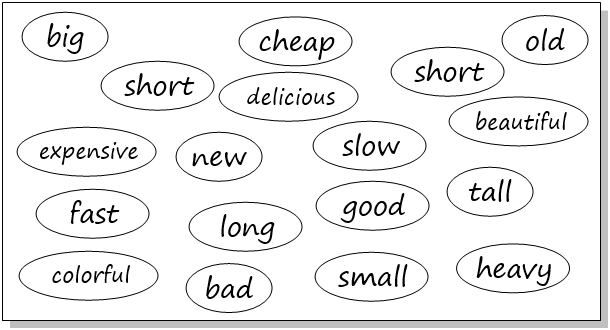 big
cheap
old
short
short
delicious
beautiful
expensive
new
slow
tall
fast
long
good
colorful
bad
small
heavy